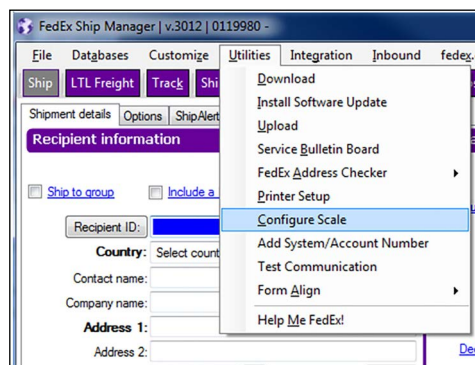 FedEx Ship Manager | v.3012 | 0119980 -
File Databases Customize Utilities Integration Inbound fedex.
Ship LTL Freight Track Shi
Download
Install Software Update
Upload
Service Bulletin Board
FedEx Address Checker
Printer Setup
Configure Scale
Add System/Account Number
Test Communication
Form Align
Help Me FedEx!
Shipment details Options ShipAlert
Recipient information
Ship to group Include a
Recipient ID:
Country: Select count
Contact name:
Company name:
Address 1:
Address 2: